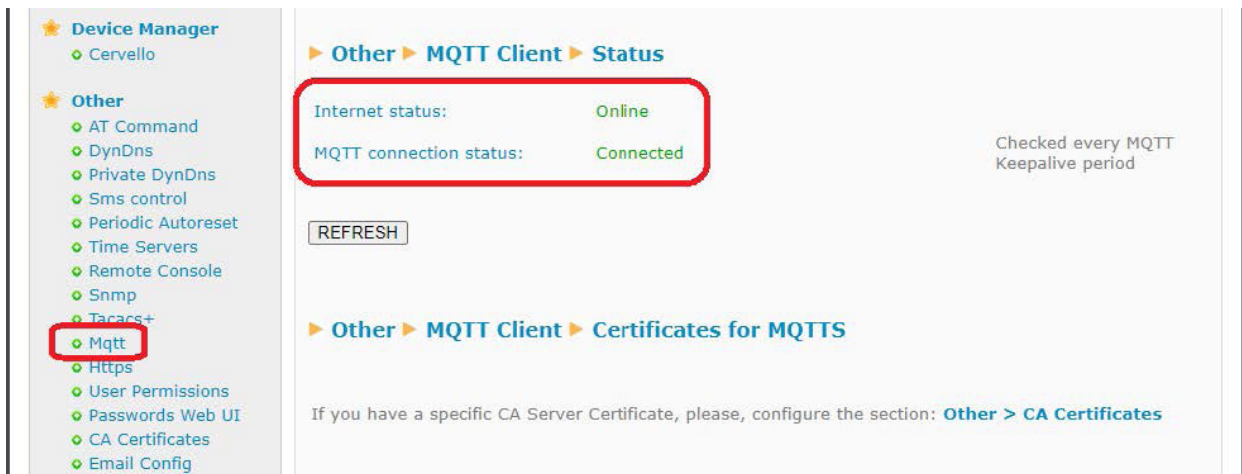 Device Manager
Cervello
Other
AT Command
DynDns
Private DynDns
Sms control
Periodic Autoreset
Time Servers
Remote Console
Snmp
Tacacs+
Mqtt
Https
User Permissions
Passwords Web UI
CA Certificates
Email Config
Other MQTT Client Status
Internet status: Online
MQTT connection status: Connected
Checked every MQTT
Keepalive period
REFRESH
Other MQTT Client Certificates for MQTTS
If you have a specific CA Server Certificate, please, configure the section: Other > CA Certificates